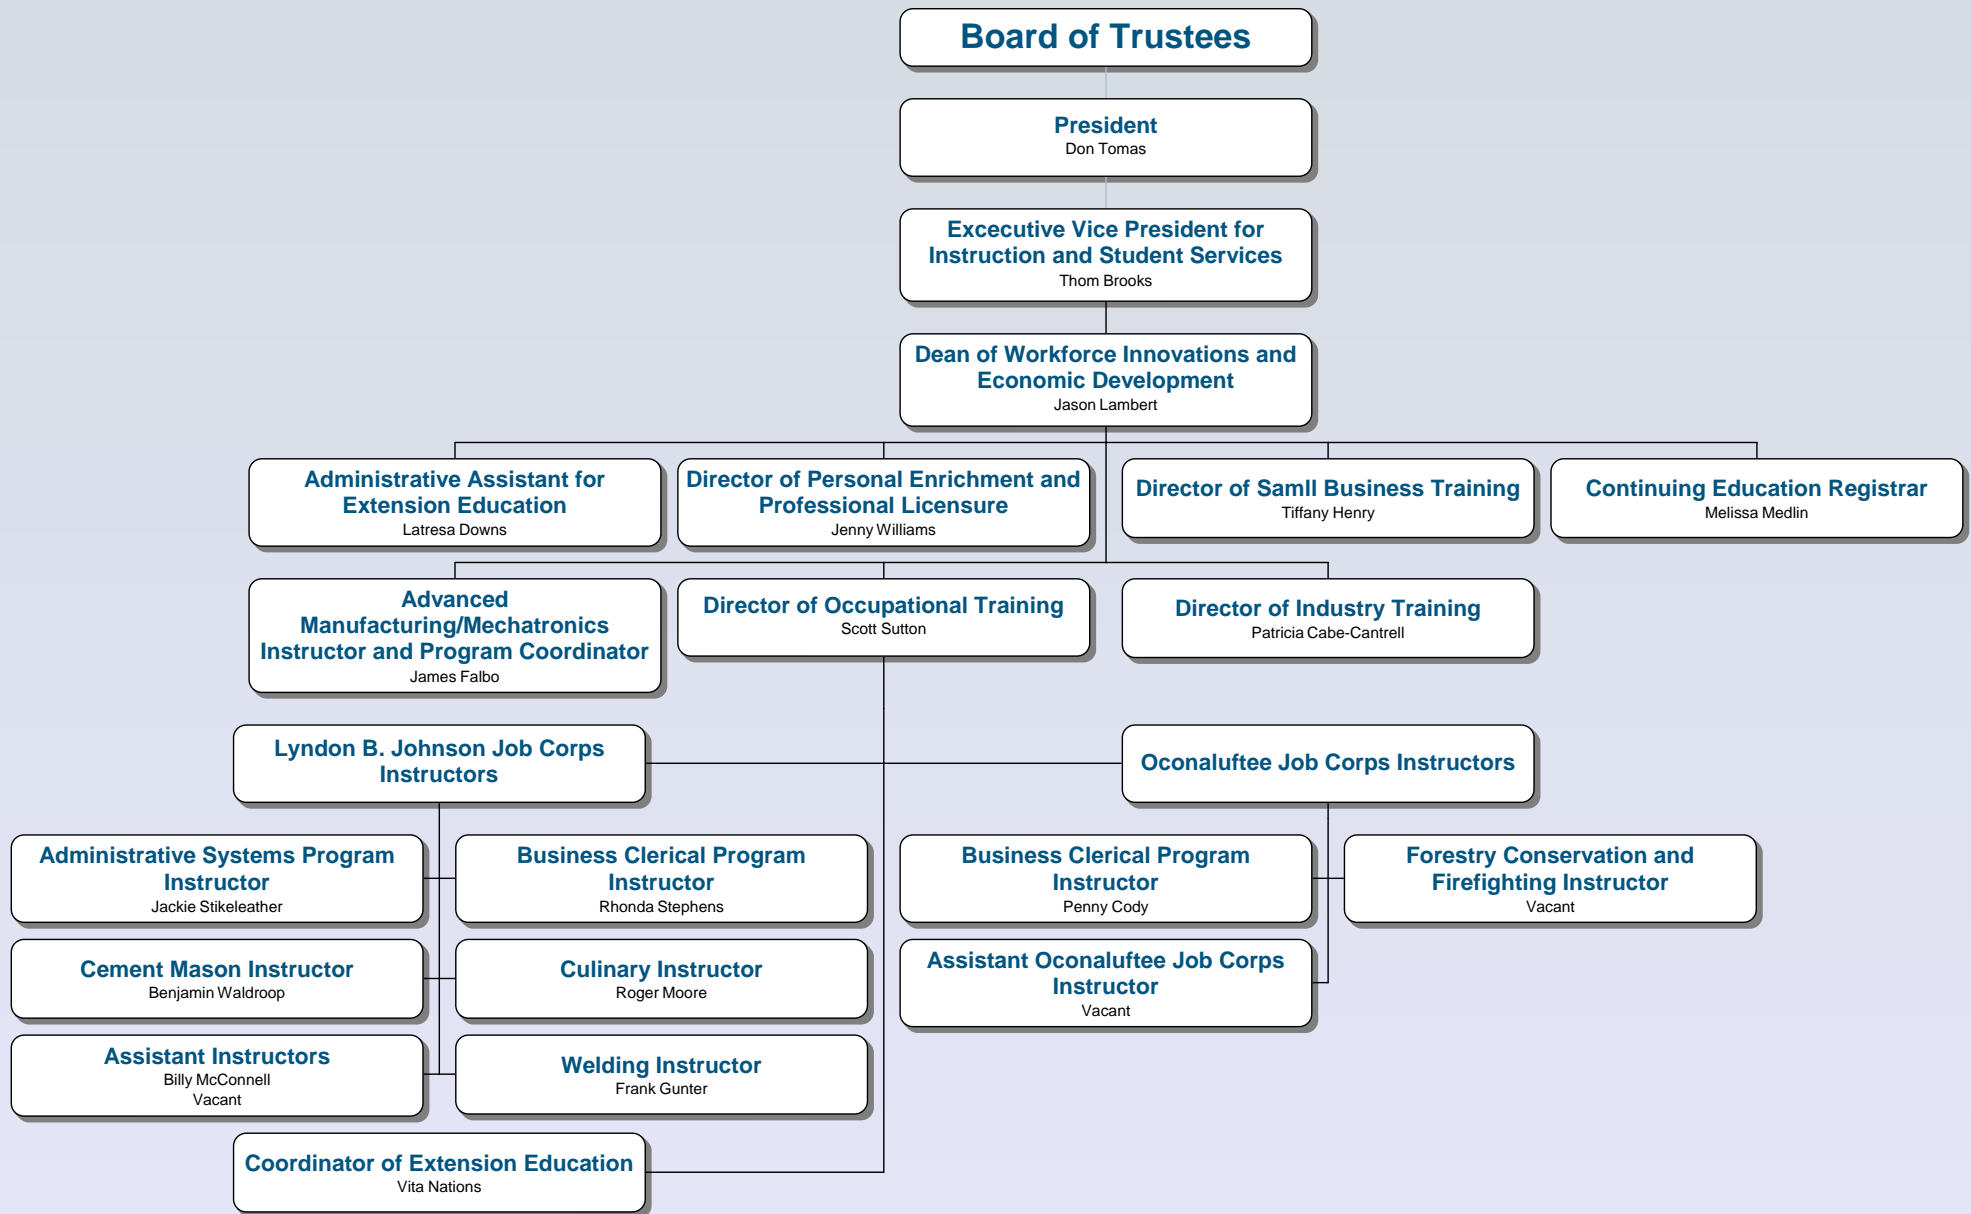 Board of Trustees
President
Don Tomas
Excecutive Vice President for
Instruction and Student Services
Thom Brooks
Dean of Workforce Innovations and
Economic Development
Jason Lambert
Administrative Assistant for
Extension Education
Latresa Downs
Director of Personal Enrichment and
Professional Licensure
Jenny Williams
Director of Samll Business Training
Tiffany Henry
Continuing Education Registrar
Melissa Medlin
Advanced
Manufacturing/Mechatronics
Instructor and Program Coordinator
James Falbo
Director of Occupational Training
Scott Sutton
Director of Industry Training
Patricia Cabe-Cantrell
Lyndon B. Johnson Job Corps
Instructors
Oconaluftee Job Corps Instructors
Administrative Systems Program
Instructor
Jackie Stikeleather
Business Clerical Program
Instructor
Rhonda Stephens
Business Clerical Program
Instructor
Penny Cody
Forestry Conservation and
Firefighting Instructor
Vacant
Cement Mason Instructor
Benjamin Waldroop
Culinary Instructor
Roger Moore
Assistant Oconaluftee Job Corps
Instructor
Vacant
Assistant Instructors
Billy McConnell
Vacant
Welding Instructor
Frank Gunter
Coordinator of Extension Education
Vita Nations